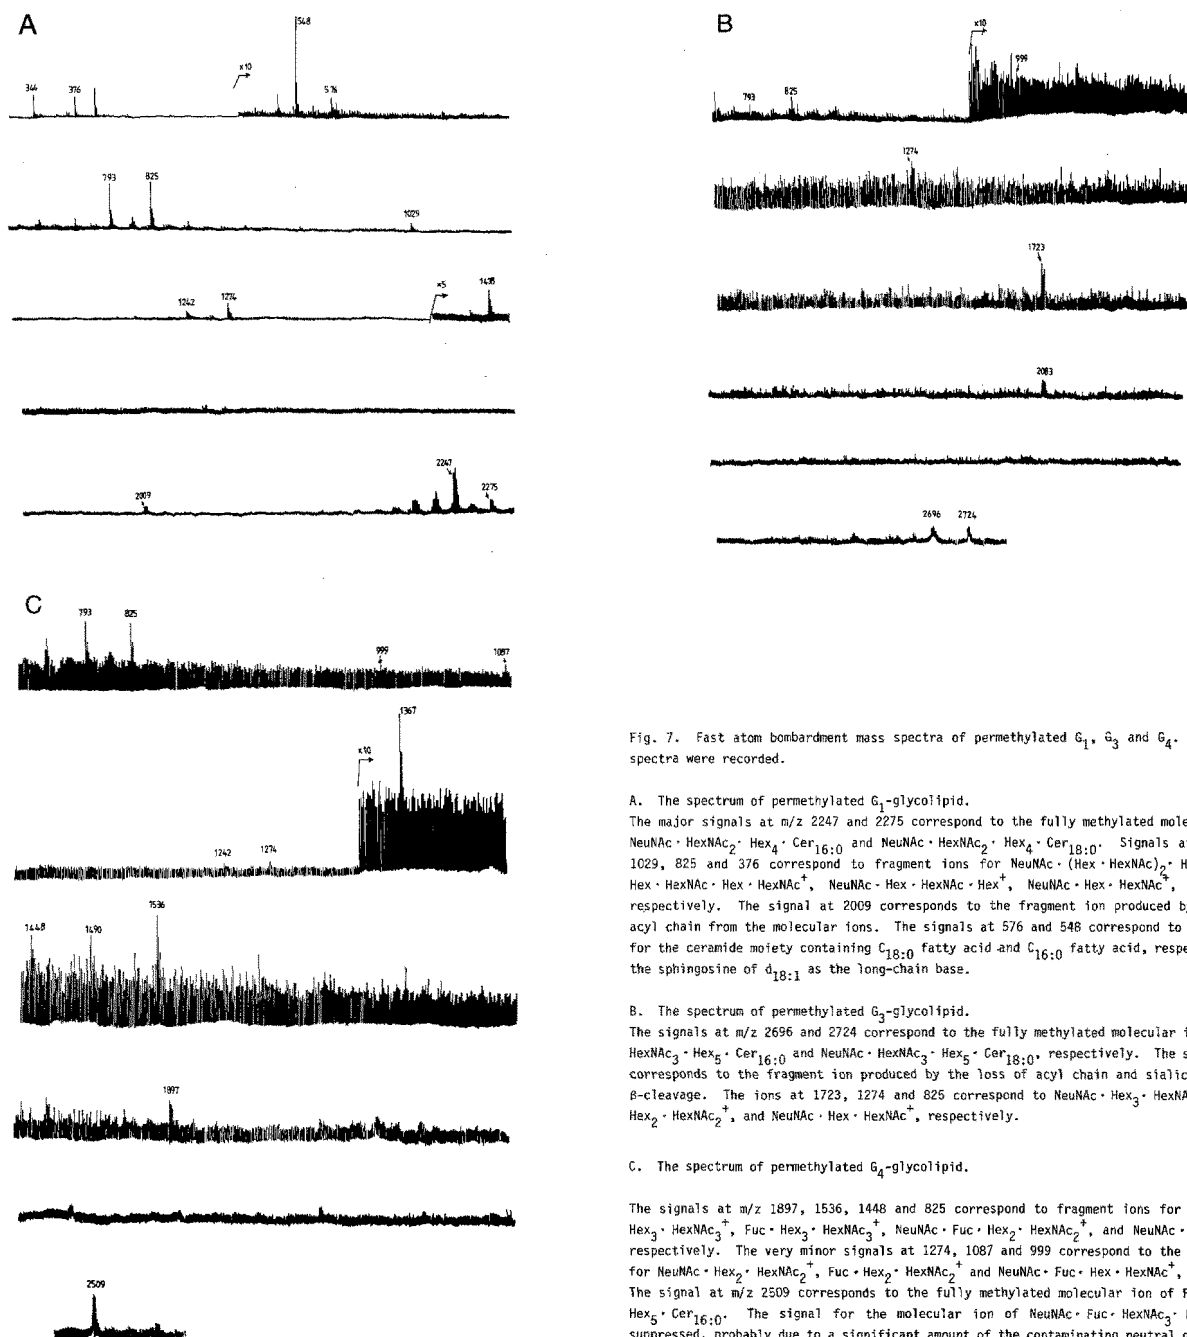 A
548
x10
344
376
576
793
825
1029
1242
1274
x5
2247
2009
2275
B
x10
999
793
825
1274
1723
2083
2696
2724
C
793
825
999
1087
1367
x10
1242
1274
1536
1448
1490
1897
2509
Fig. 7. Fast atom bombardment mass spectra of permethylated G1, G3 and G4.
spectra were recorded.
A. The spectrum of permethylated G1-glycolipid.
The major signals at m/z 2247 and 2275 correspond to the fully methylated
NeuNAc·HexNAc2·Hex4·Cer16:0 and NeuNAc·HexNAc2·Hex4·Cer18:0. Signals
1029, 825 and 376 correspond to fragment ions for NeuNAc·(Hex·HexNAc)2·
Hex·HexNAc·Hex·HexNAc+, NeuNAc·Hex·HexNAc·Hex+, NeuNAc·Hex·HexNAc+,
respectively. The signal at 2009 corresponds to the fragment ion produced
acyl chain from the molecular ions. The signals at 576 and 548 correspond to
for the ceramide moiety containing C18:0 fatty acid and C16:0 fatty acid,
the sphingosine of d18:1 as the long-chain base.
B. The spectrum of permethylated G3-glycolipid.
The signals at m/z 2696 and 2724 correspond to the fully methylated molecular
HexNAc3·Hex5·Cer16:0 and NeuNAc·HexNAc3·Hex5·Cer18:0, respectively. The
corresponds to the fragment ion produced by the loss of acyl chain and
β-cleavage. The ions at 1723, 1274 and 825 correspond to NeuNAc·Hex3·
Hex2·HexNAc2+, and NeuNAc·Hex·HexNAc+, respectively.
C. The spectrum of permethylated G4-glycolipid.
The signals at 1897, 1536, 1448 and 825 correspond to fragment ions for
Hex3·HexNAc3+, Fuc·Hex3·HexNAc3+, NeuNAc·Fuc·Hex2·HexNAc2+, and NeuNAc·
respectively. The very minor signals at 1274, 1087 and 999 correspond to the
for NeuNAc·Hex2·HexNAc2+, Fuc·Hex2·HexNAc2+ and NeuNAc·Fuc·Hex·HexNAc+,
The signal at m/z 2509 corresponds to the fully methylated molecular ion of
Hex5·Cer16:0. The signal for the molecular ion of NeuNAc·Fuc·HexNAc3·
suppressed, probably due to a significant amount of the contaminating neutral